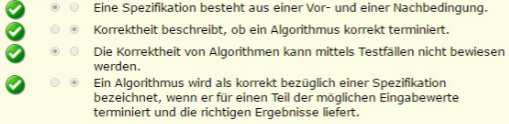 Eine Spezifikation besteht aus einer Vor- und einer Nachbedingung.
Korrektheit beschreibt, ob ein Algorithmus korrekt terminiert.
Die Korrektheit von Algorithmen kann mittels Testfällen nicht bewiesen
werden.
Ein Algorithmus wird als korrekt bezüglich einer Spezifikation
bezeichnet, wenn er für einen Teil der möglichen Eingabewerte
terminiert und die richtigen Ergebnisse liefert.